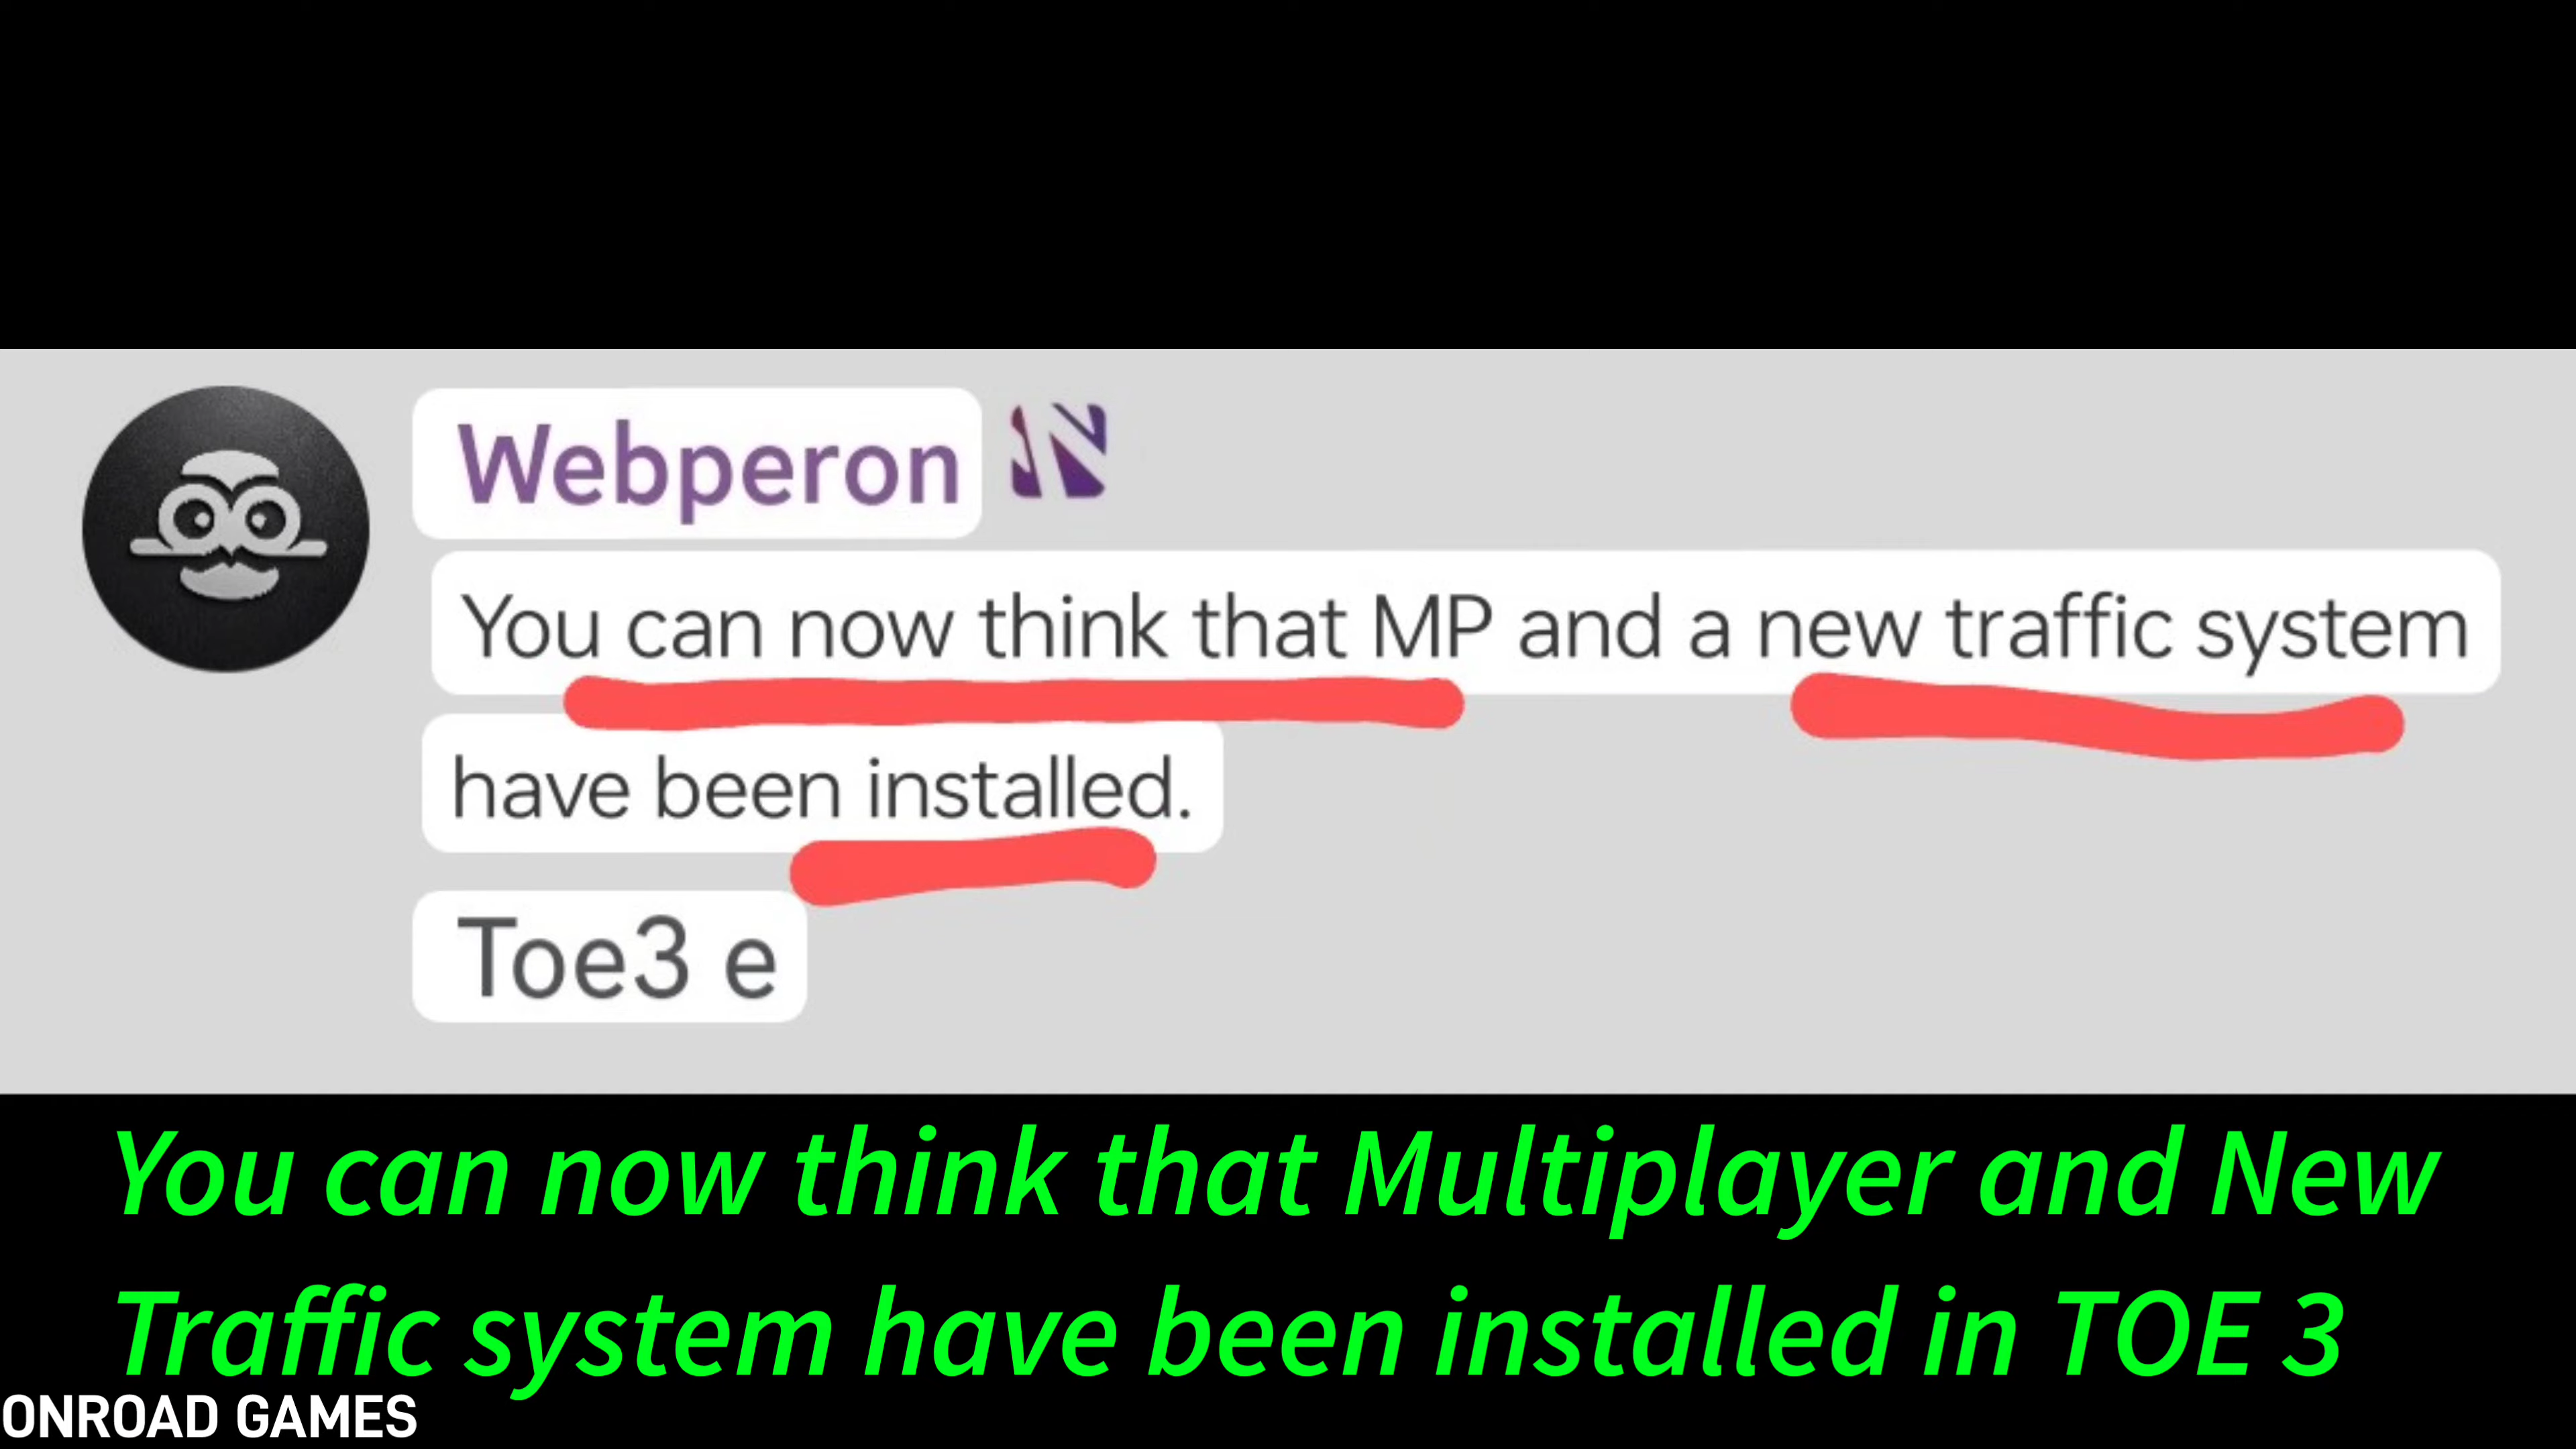 Webperon
You can now think that MP and a new traffic system
have been installed.
Toe3 e
You can now think that Multiplayer and New
Traffic system have been installed in TOE 3
ONROAD GAMES